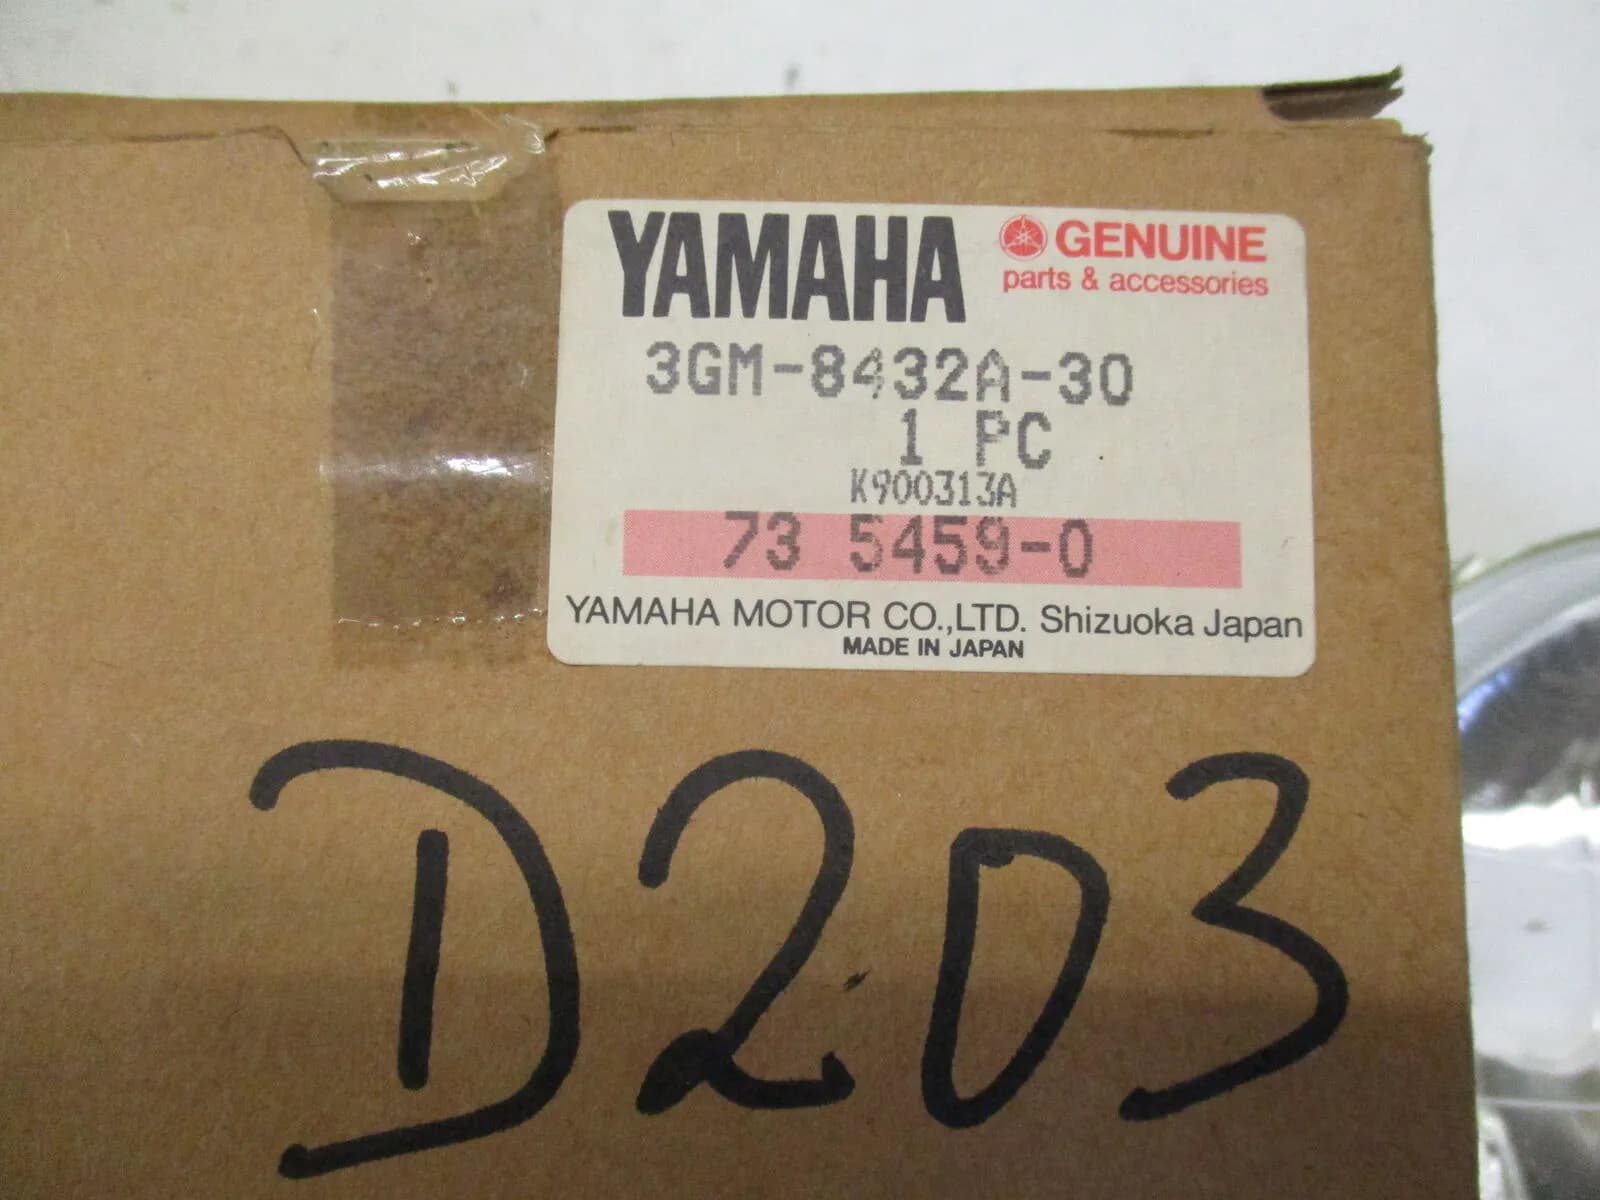 YAMAHA
GENUINE
parts & accessories
3GM-8432A-30
1 PC
K900313A
73 5459-0
YAMAHA MOTOR CO.,LTD. Shizuoka Japan
MADE IN JAPAN
D203